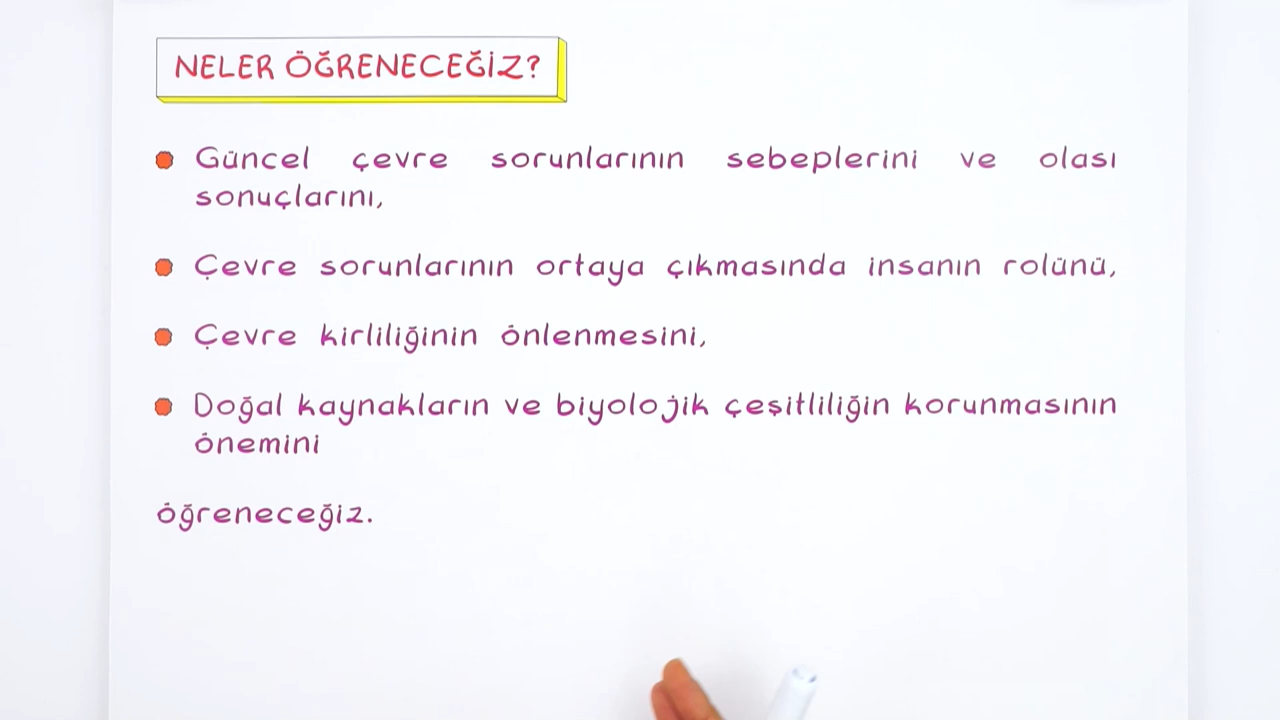 NELER ÖĞRENECEĞİZ?
Güncel çevre sorunlarının sebeplerini ve olası
sonuçlarını,
Çevre sorunlarının ortaya çıkmasında insanın rolünü,
Çevre kirliliğinin önlenmesini,
Doğal kaynakların ve biyolojik çeşitliliğin korunmasının
önemini
öğreneceğiz.